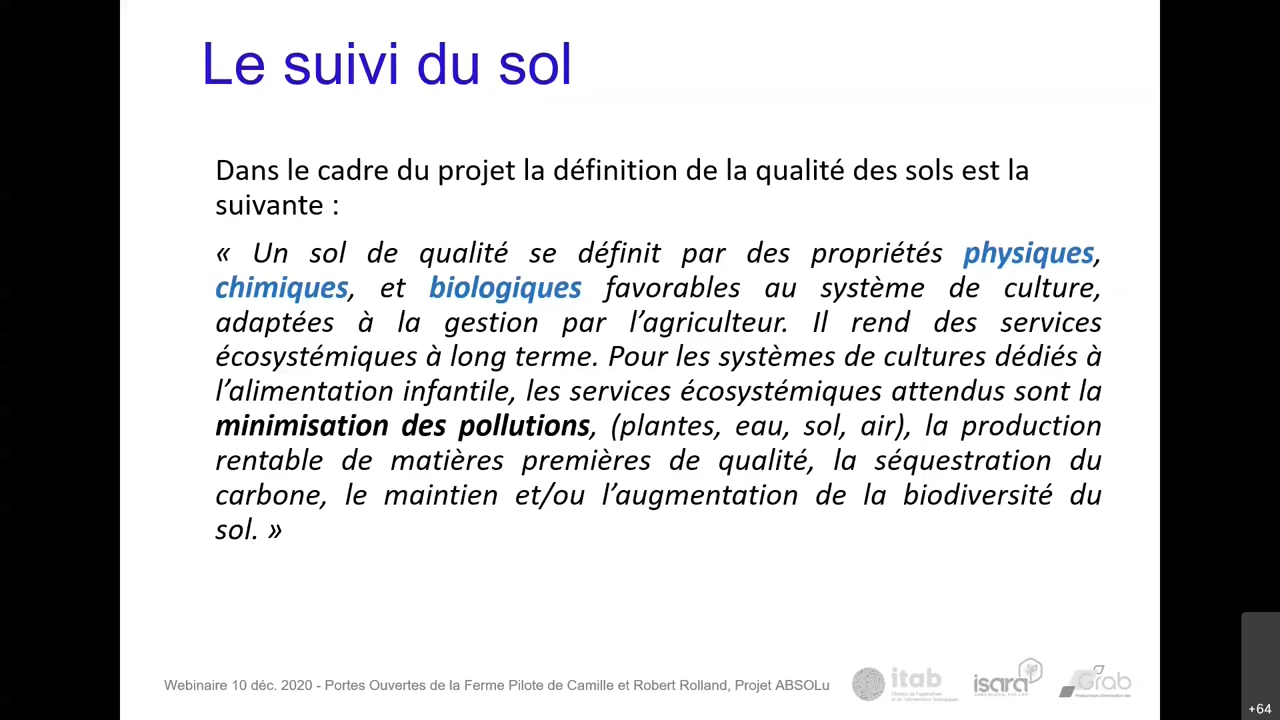 Le suivi du sol
Dans le cadre du projet la définition de la qualité des sols est la
suivante :
« Un sol de qualité se définit par des propriétés physiques,
chimiques, et biologiques favorables au système de culture,
adaptées à la gestion par l’agriculteur. Il rend des services
écosystémiques à long terme. Pour les systèmes de cultures dédiés à
l’alimentation infantile, les services écosystémiques attendus sont la
minimisation des pollutions, (plantes, eau, sol, air), la production
rentable de matières premières de qualité, la séquestration du
carbone, le maintien et/ou l’augmentation de la biodiversité du
sol. »
Webinaire 10 déc. 2020 - Portes Ouvertes de la Ferme Pilote de Camille et Robert Rolland, Projet ABSOLu
itab
isara
Grab
+64